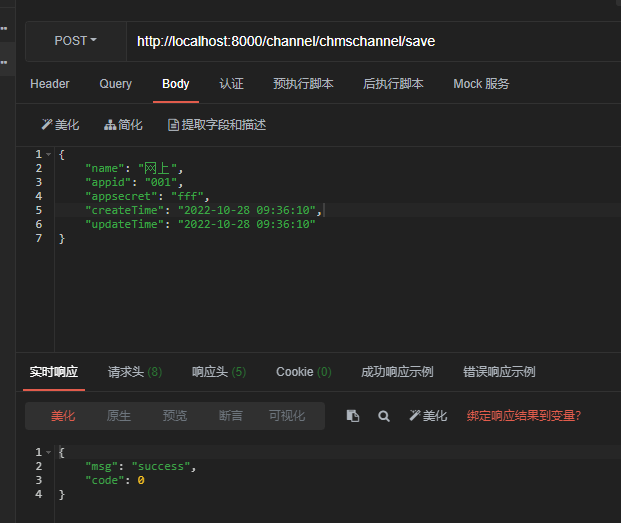 POST http://localhost:8000/channel/chmschannel/save
Header Query Body 认证 预执行脚本 后执行脚本 Mock 服务
美化 简化 提取字段和描述
1 {
2 "name": "网上",
3 "appid": "001",
4 "appsecret": "fff",
5 "createTime": "2022-10-28 09:36:10",
6 "updateTime": "2022-10-28 09:36:10"
7 }
实时响应 请求头 (8) 响应头 (5) Cookie (0) 成功响应示例 错误响应示例
美化 原生 预览 断言 可视化 美化 绑定响应结果到变量?
1 {
2 "msg": "success",
3 "code": 0
4 }